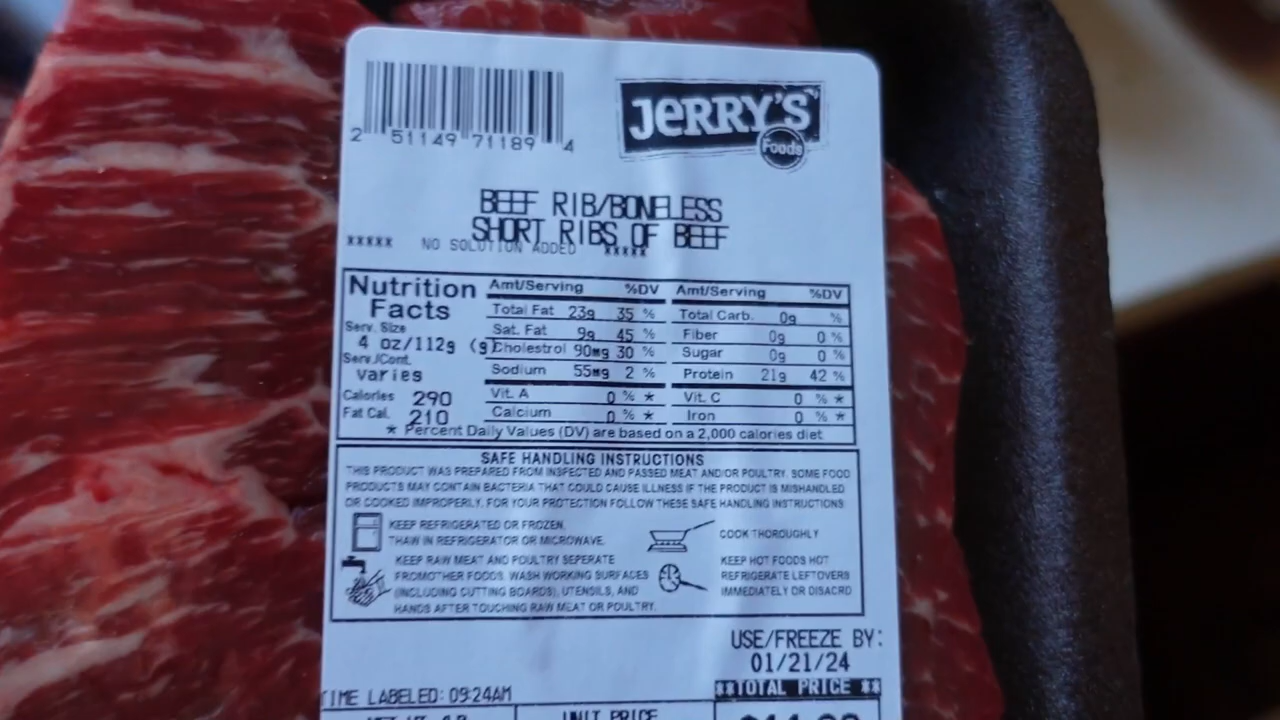 2 51149 71189 4
JERRY'S
Foods
BEEF RIB/BONELESS
SHORT RIBS OF BEEF
***** NO SOLUTION ADDED *****
Nutrition Facts
Serv. Size
4 oz/112g (g)
Serv./Cont.
varies
Calories 290
Fat Cal. 210
Amt/Serving %DV
Total Fat 23g 35 %
Sat. Fat 9g 45 %
Cholestrol 90mg 30 %
Sodium 55mg 2 %
Vit. A 0 % *
Calcium 0 % *
Amt/Serving %DV
Total Carb. 0g %
Fiber 0g 0 %
Sugar 0g 0 %
Protein 21g 42 %
Vit. C 0 % *
Iron 0 % *
* Percent Daily Values (DV) are based on a 2,000 calories diet
SAFE HANDLING INSTRUCTIONS
THIS PRODUCT WAS PREPARED FROM INSPECTED AND PASSED MEAT AND/OR POULTRY. SOME FOOD
PRODUCTS MAY CONTAIN BACTERIA THAT COULD CAUSE ILLNESS IF THE PRODUCT IS MISHANDLED
OR COOKED IMPROPERLY. FOR YOUR PROTECTION FOLLOW THESE SAFE HANDLING INSTRUCTIONS
KEEP REFRIGERATED OR FROZEN.
THAW IN REFRIGERATOR OR MICROWAVE.
COOK THOROUGHLY
KEEP RAW MEAT AND POULTRY SEPERATE
FROMOTHER FOODS. WASH WORKING SURFACES
(INCLUDING CUTTING BOARDS), UTENSILS, AND
HANDS AFTER TOUCHING RAW MEAT OR POULTRY.
KEEP HOT FOODS HOT
REFRIGERATE LEFTOVERS
IMMEDIATELY OR DISACRD
USE/FREEZE BY:
01/21/24
TIME LABELED: 09:24AM
**TOTAL PRICE **
UNIT PRICE